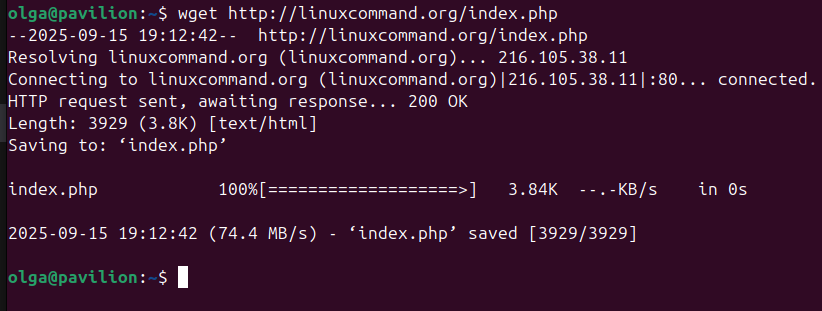 olga@pavilion:~$ wget http://linuxcommand.org/index.php
--2025-09-15 19:12:42--  http://linuxcommand.org/index.php
Resolving linuxcommand.org (linuxcommand.org)... 216.105.38.11
Connecting to linuxcommand.org (linuxcommand.org)|216.105.38.11|:80... connected.
HTTP request sent, awaiting response... 200 OK
Length: 3929 (3.8K) [text/html]
Saving to: ‘index.php’
index.php           100%[===================>]   3.84K  --.-KB/s    in 0s
2025-09-15 19:12:42 (74.4 MB/s) - ‘index.php’ saved [3929/3929]
olga@pavilion:~$